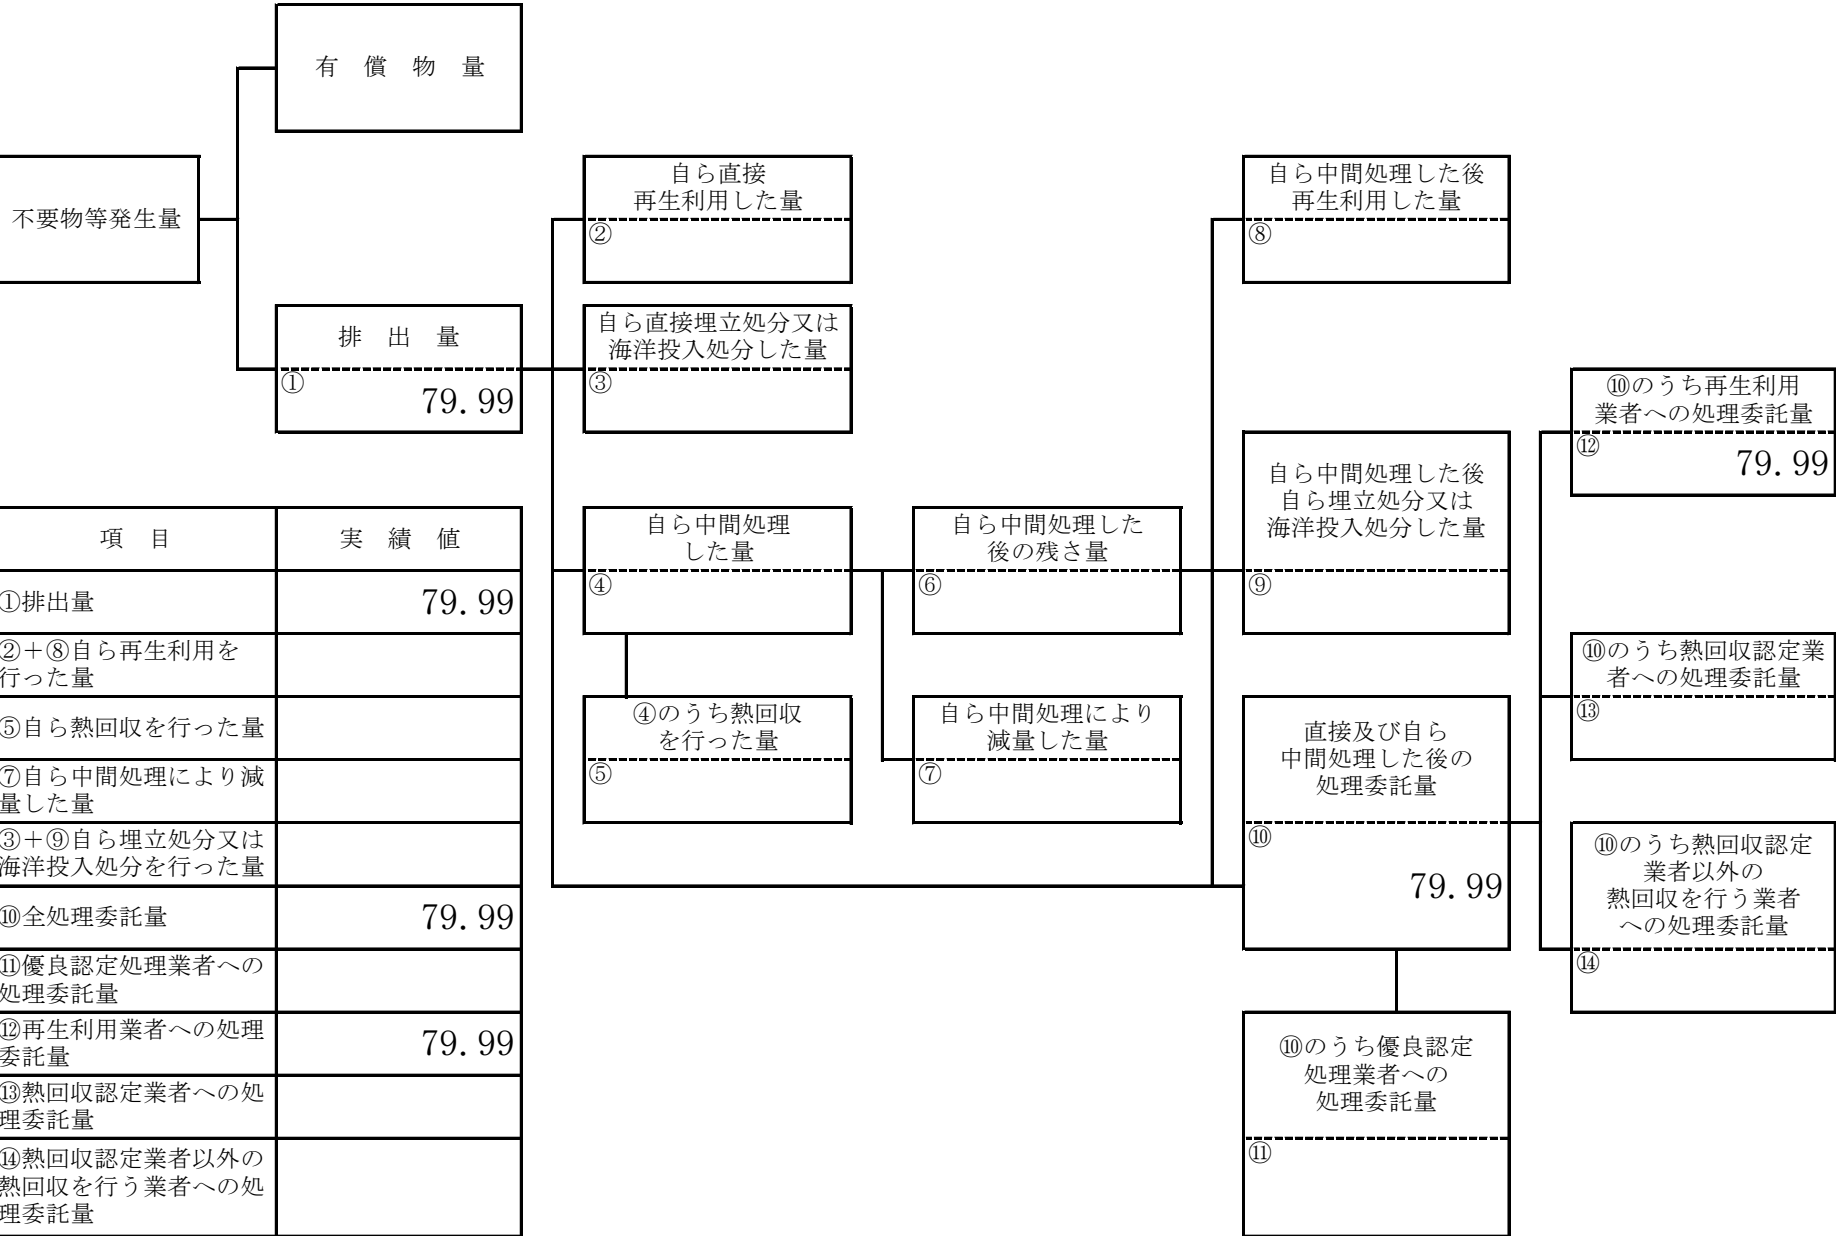 有　償　物　量
不要物等発生量
自ら直接
再生利用した量
②
自ら中間処理した後
再生利用した量
⑧
排　出　量
①
79.99
自ら直接埋立処分又は
海洋投入処分した量
③
⑩のうち再生利用
業者への処理委託量
⑫
79.99
自ら中間処理した後
自ら埋立処分又は
海洋投入処分した量
⑨
自ら中間処理
した量
④
自ら中間処理した
後の残さ量
⑥
⑩のうち熱回収認定業
者への処理委託量
⑬
④のうち熱回収
を行った量
⑤
自ら中間処理により
減量した量
⑦
直接及び自ら
中間処理した後の
処理委託量
⑩
79.99
⑩のうち熱回収認定
業者以外の
熱回収を行う業者
への処理委託量
⑭
⑩のうち優良認定
処理業者への
処理委託量
⑪
項　目
実　績　値
①排出量
79.99
②＋⑧自ら再生利用を
行った量
⑤自ら熱回収を行った量
⑦自ら中間処理により減
量した量
③＋⑨自ら埋立処分又は
海洋投入処分を行った量
⑩全処理委託量
79.99
⑪優良認定処理業者への
処理委託量
⑫再生利用業者への処理
委託量
79.99
⑬熱回収認定業者への処
理委託量
⑭熱回収認定業者以外の
熱回収を行う業者への処
理委託量